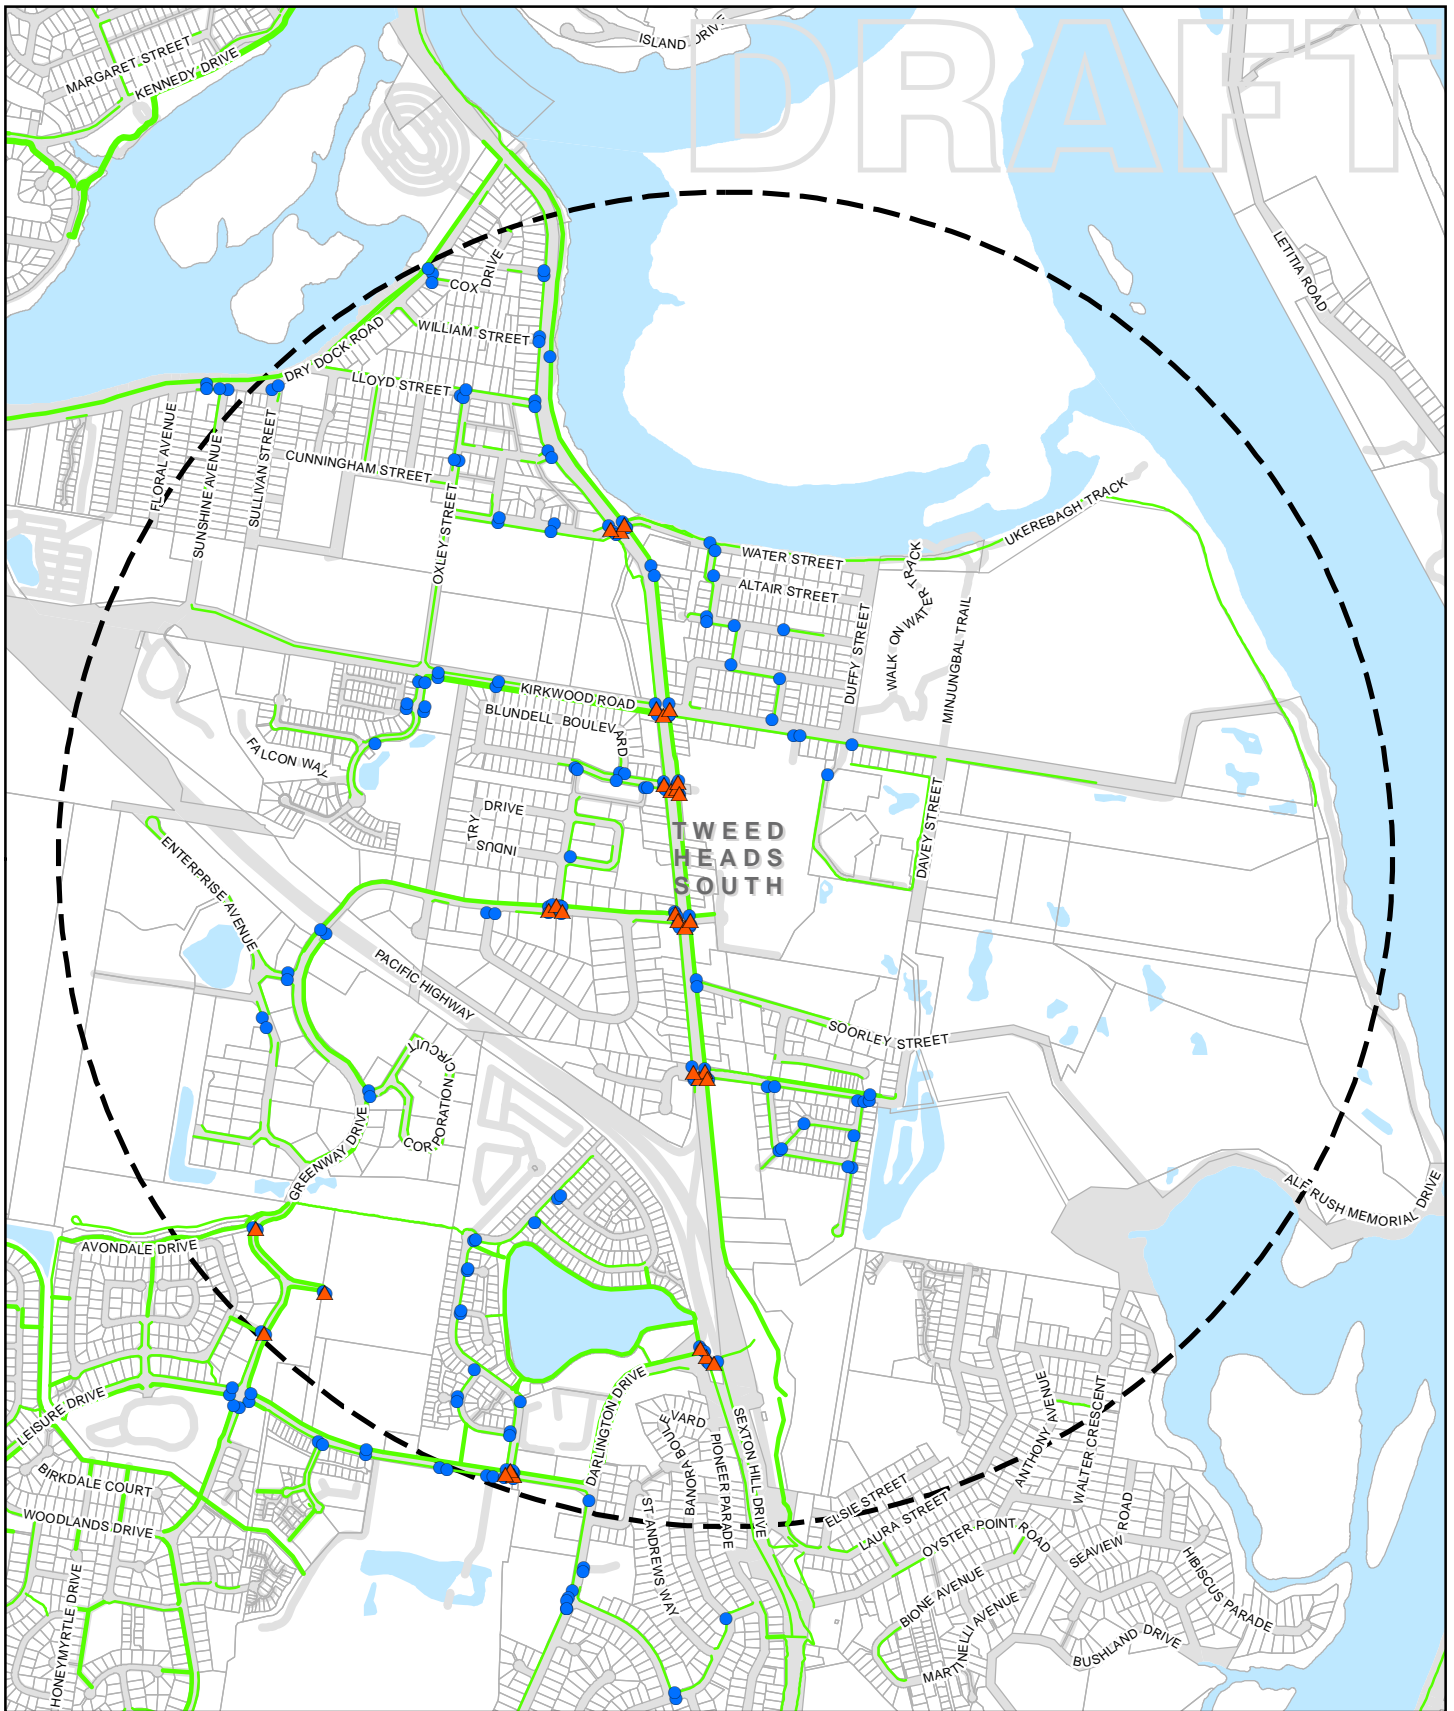 DRAFT
ISLAND DRIVE
MARGARET STREET
KENNEDY DRIVE
LETITIA ROAD
COX
DRIVE
WILLIAM STREET
DRY DOCK ROAD
LLOYD STREET
FLORAL AVENUE
SUNSHINE AVENUE
SULLIVAN STREET
CUNNINGHAM STREET
OXLEY STREET
UKEREBAGH TRACK
WATER STREET
ALTAIR STREET
DUFFY STREET
WALK ON WATER TRACK
MINJUNGBAL TRAIL
KIRKWOOD ROAD
BLUNDELL BOULEVARD
FALCON WAY
INDUSTRY DRIVE
TWEED
HEADS
SOUTH
DAVEY STREET
ENTERPRISE AVENUE
PACIFIC HIGHWAY
SOORLEY STREET
CORPORATION CIRCUIT
GREENWAY DRIVE
ALF RUSH MEMORIAL DRIVE
AVONDALE DRIVE
LEISURE DRIVE
DARLINGTON DRIVE
BANORA BOULEVARD
PIONEER PARADE
SEXTON HILL DRIVE
ANTHONY AVENUE
WALTER CRESCENT
BIRKDALE COURT
WOODLANDS DRIVE
ST ANDREWS WAY
ELSIE STREET
LAURA STREET
OYSTER POINT ROAD
SEAVIEW ROAD
HIBISCUS PARADE
BIONE AVENUE
MARTINELLI AVENUE
BUSHLAND DRIVE
HONEYMYRTLE DRIVE